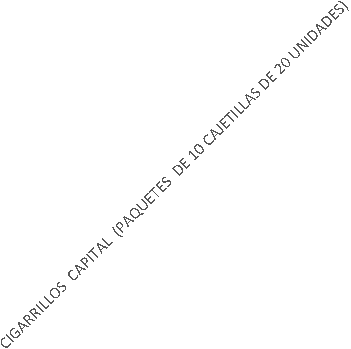 CIGARRILLOS CAPITAL (PAQUETES DE 10 CAJETILLAS DE 20 UNIDADES)